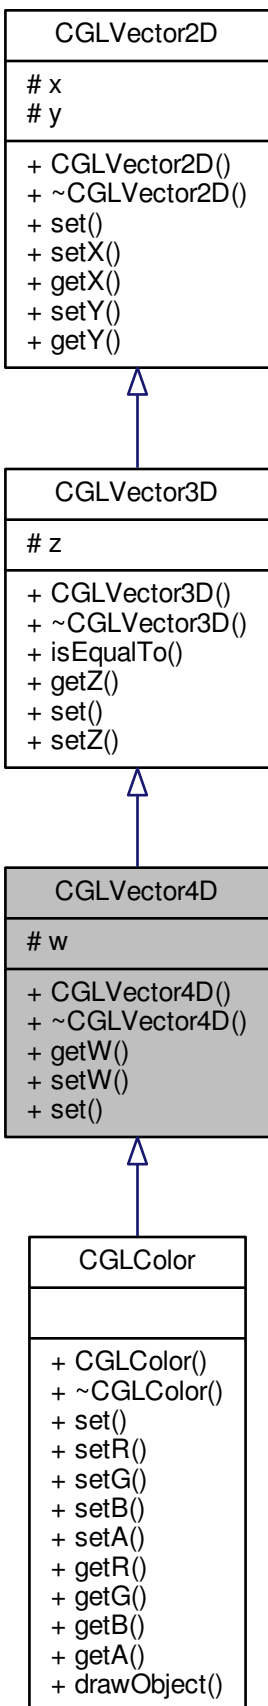 CGLVector2D
# x
# y
+ CGLVector2D()
+ ~CGLVector2D()
+ set()
+ setX()
+ getX()
+ setY()
+ getY()
CGLVector3D
# z
+ CGLVector3D()
+ ~CGLVector3D()
+ isEqualTo()
+ getZ()
+ set()
+ setZ()
CGLVector4D
# w
+ CGLVector4D()
+ ~CGLVector4D()
+ getW()
+ setW()
+ set()
CGLColor
+ CGLColor()
+ ~CGLColor()
+ set()
+ setR()
+ setG()
+ setB()
+ setA()
+ getR()
+ getG()
+ getB()
+ getA()
+ drawObject()